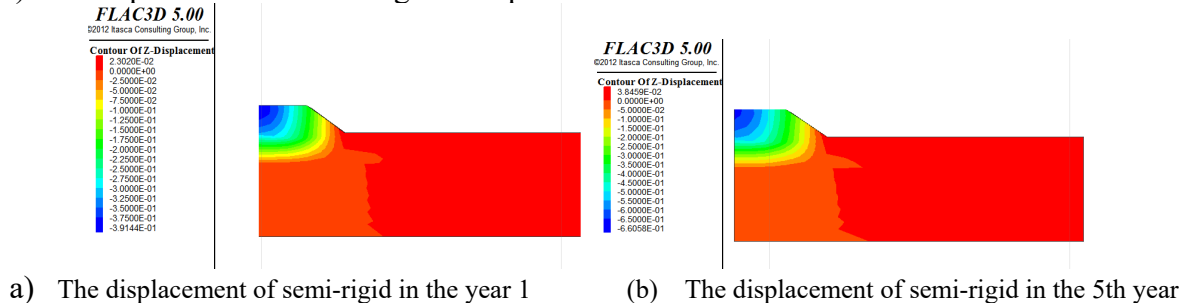 FLAC3D 5.00
©2012 Itasca Consulting Group, Inc.
Contour Of Z-Displacement
2.3020E-02
0.0000E+00
-2.5000E-02
-5.0000E-02
-7.5000E-02
-1.0000E-01
-1.2500E-01
-1.5000E-01
-1.7500E-01
-2.0000E-01
-2.2500E-01
-2.5000E-01
-2.7500E-01
-3.0000E-01
-3.2500E-01
-3.5000E-01
-3.7500E-01
-3.9144E-01
FLAC3D 5.00
©2012 Itasca Consulting Group, Inc.
Contour Of Z-Displacement
3.8459E-02
0.0000E+00
-5.0000E-02
-1.0000E-01
-1.5000E-01
-2.0000E-01
-2.5000E-01
-3.0000E-01
-3.5000E-01
-4.0000E-01
-4.5000E-01
-5.0000E-01
-5.5000E-01
-6.0000E-01
-6.5000E-01
-6.6058E-01
a) The displacement of semi-rigid in the year 1
(b) The displacement of semi-rigid in the 5th year